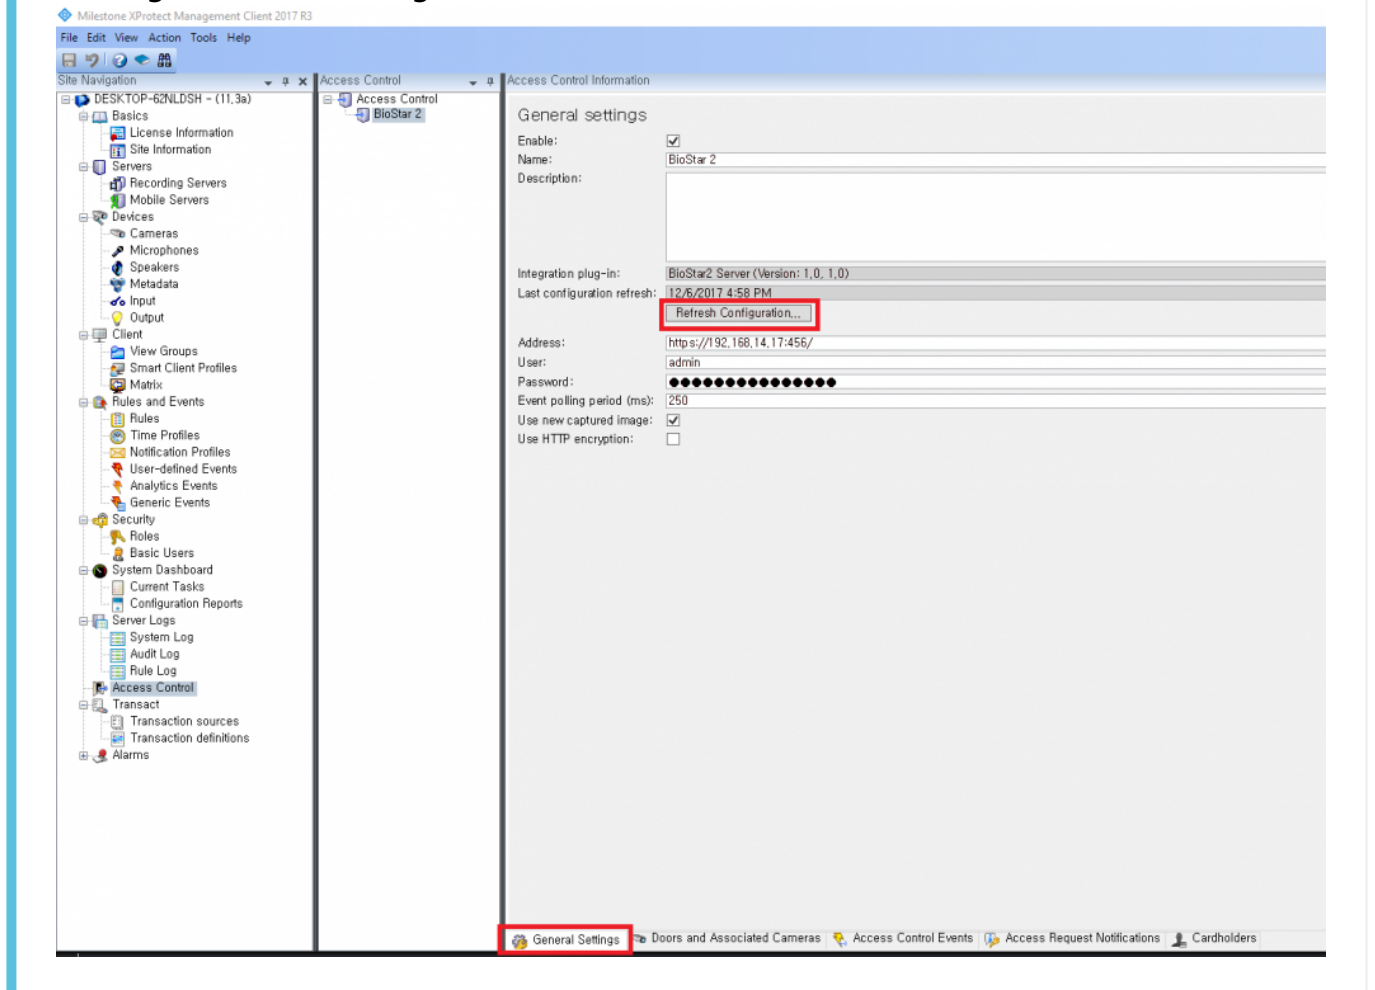 Milestone XProtect Management Client 2017 R3
File Edit View Action Tools Help
Site Navigation
DESKTOP-62NLDSH - (11,3a)
Basics
License Information
Site Information
Servers
Recording Servers
Mobile Servers
Devices
Cameras
Microphones
Speakers
Metadata
Input
Output
Client
View Groups
Smart Client Profiles
Matrix
Rules and Events
Rules
Time Profiles
Notification Profiles
User-defined Events
Analytics Events
Generic Events
Security
Roles
Basic Users
System Dashboard
Current Tasks
Configuration Reports
Server Logs
System Log
Audit Log
Rule Log
Access Control
Transact
Transaction sources
Transaction definitions
Alarms
Access Control
Access Control
BioStar 2
Access Control Information
General settings
Enable:
Name: BioStar 2
Description:
Integration plug-in: BioStar2 Server (Version: 1,0, 1,0)
Last configuration refresh: 12/6/2017 4:58 PM
Refresh Configuration,,,
Address: https://192,168,14,17:456/
User: admin
Password: ●●●●●●●●●●●●●●●
Event polling period (ms): 250
Use new captured image:
Use HTTP encryption:
General Settings Doors and Associated Cameras Access Control Events Access Request Notifications Cardholders